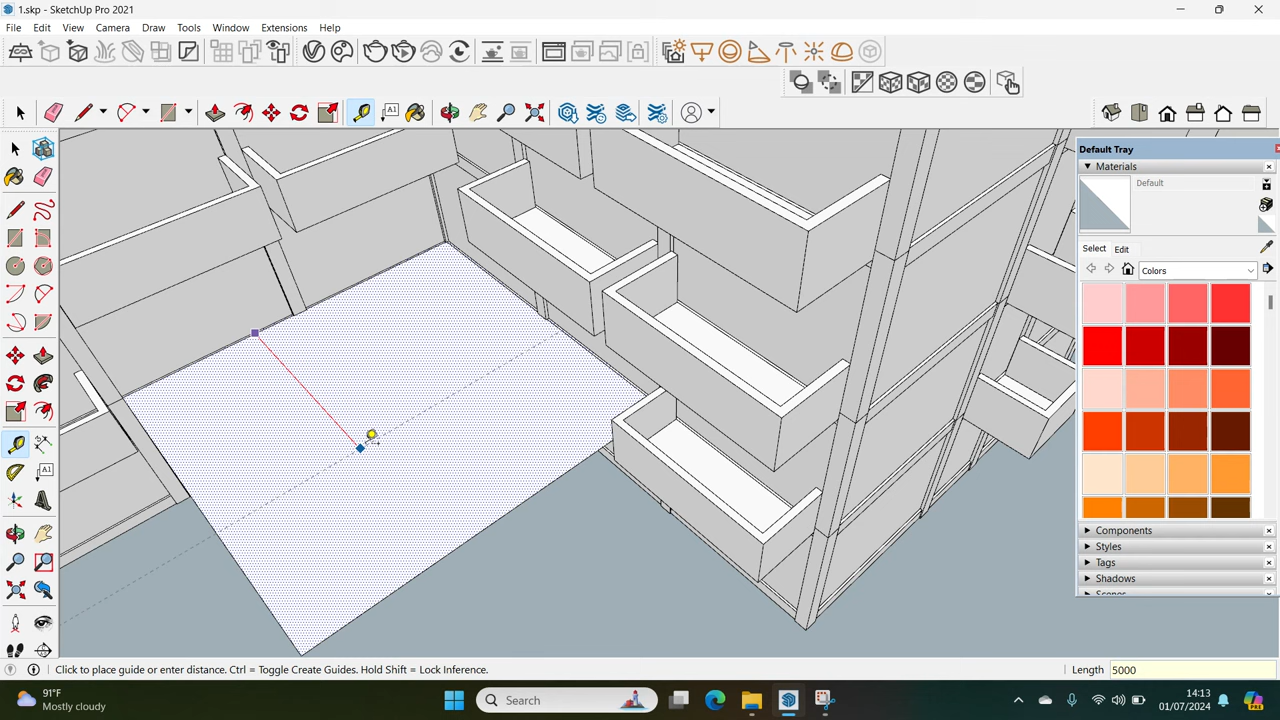 1.skp - SketchUp Pro 2021
File Edit View Camera Draw Tools Window Extensions Help
A1
Default Tray
Materials
Default
A1
Select Edit
Colors
Components
Styles
Tags
Shadows
Click to place guide or enter distance. Ctrl = Toggle Create Guides. Hold Shift = Lock Inference.
Length 5000
91°F
Mostly cloudy
Search
14:13
01/07/2024